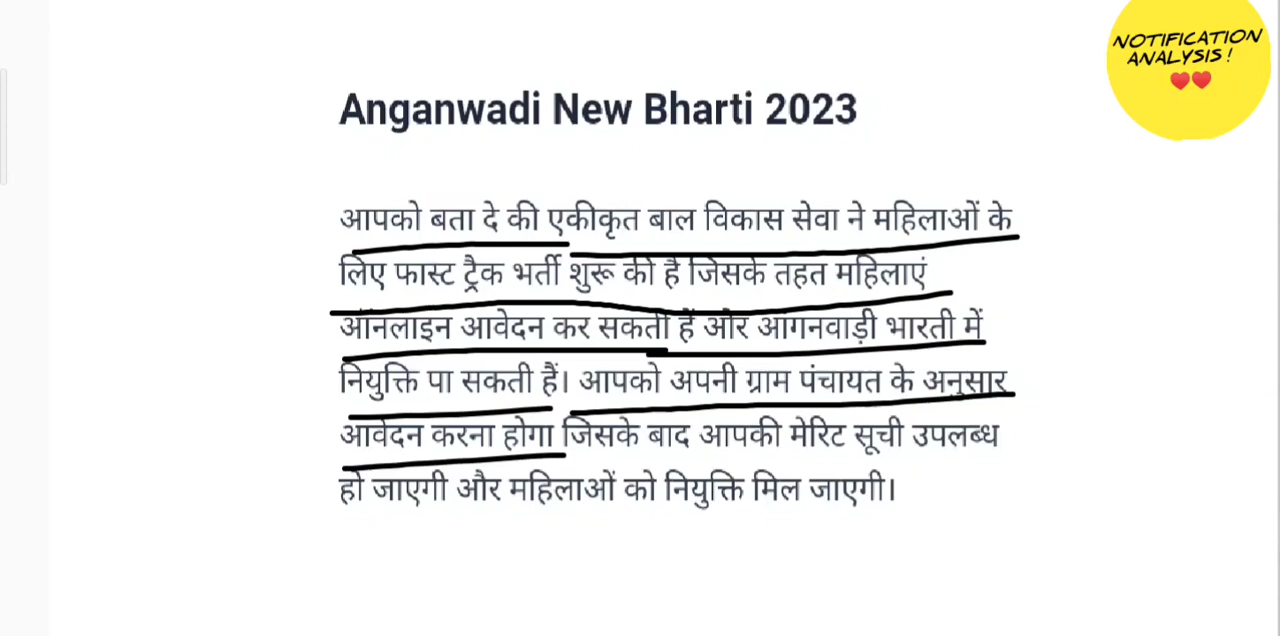 NOTIFICATION
ANALYSIS!
Anganwadi New Bharti 2023
आपको बता दे की एकीकृत बाल विकास सेवा ने महिलाओं के
लिए फास्ट ट्रैक भर्ती शुरू की है जिसके तहत महिलाएं
ऑनलाइन आवेदन कर सकती हैं और आंगनवाड़ी भारती में
नियुक्ति पा सकती हैं। आपको अपनी ग्राम पंचायत के अनुसार
आवेदन करना होगा जिसके बाद आपकी मेरिट सूची उपलब्ध
हो जाएगी और महिलाओं को नियुक्ति मिल जाएगी।